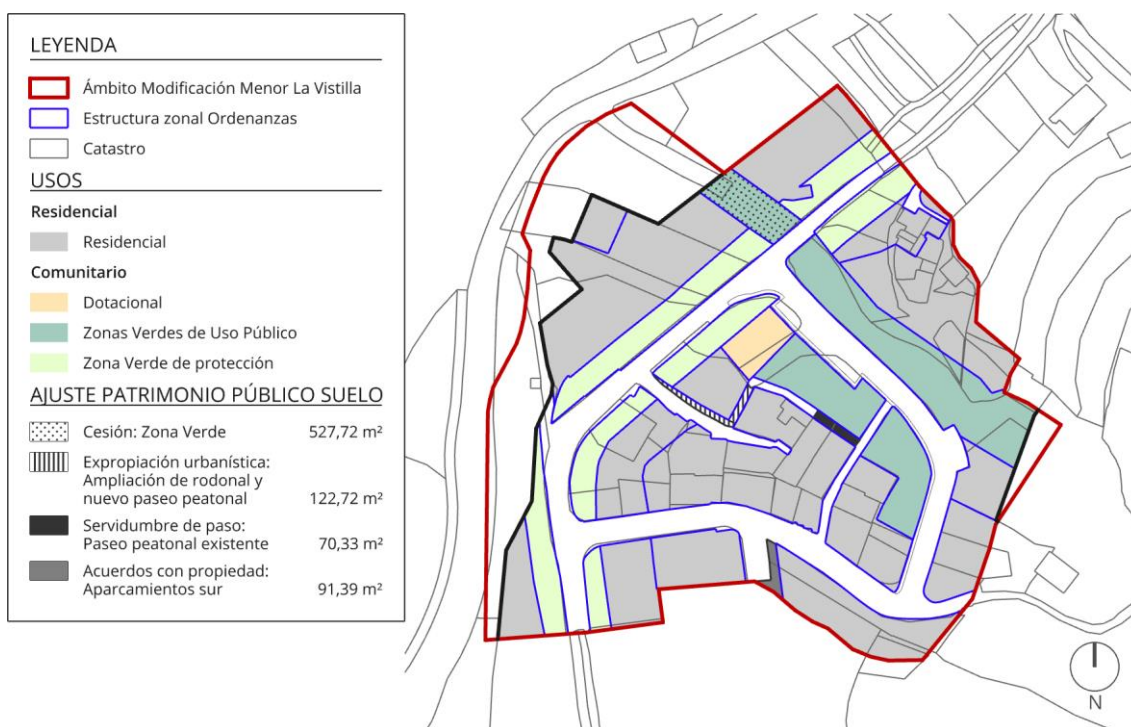 LEYENDA
Ámbito Modificación Menor La Vistilla
Estructura zonal Ordenanzas
Catastro
USOS
Residencial
Residencial
Comunitario
Dotacional
Zonas Verdes de Uso Público
Zona Verde de protección
AJUSTE PATRIMONIO PÚBLICO SUELO
Cesión: Zona Verde 527,72 m²
Expropiación urbanística:
Ampliación de rodonal y
nuevo paseo peatonal 122,72 m²
Servidumbre de paso:
Paseo peatonal existente 70,33 m²
Acuerdos con propiedad:
Aparcamientos sur 91,39 m²
N